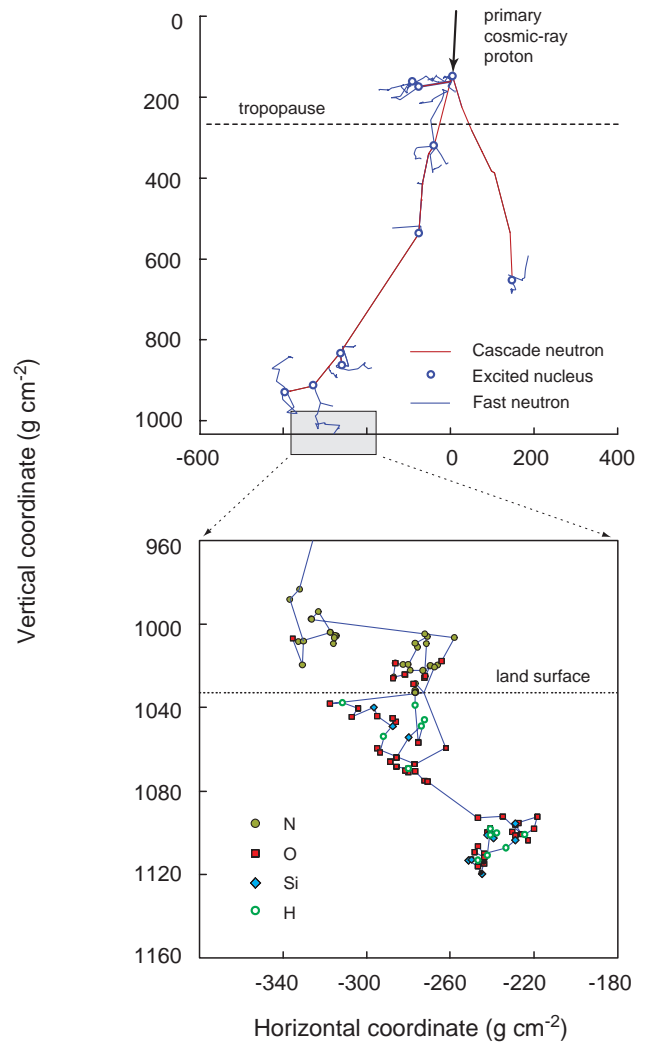 primary
cosmic-ray
proton
tropopause
0
200
400
600
800
1000
Cascade neutron
Excited nucleus
Fast neutron
-600
-200
0
200
400
Vertical coordinate (g cm-2)
960
1000
1040
1080
1120
1160
land surface
N
O
Si
H
-340
-300
-260
-220
-180
Horizontal coordinate (g cm-2)